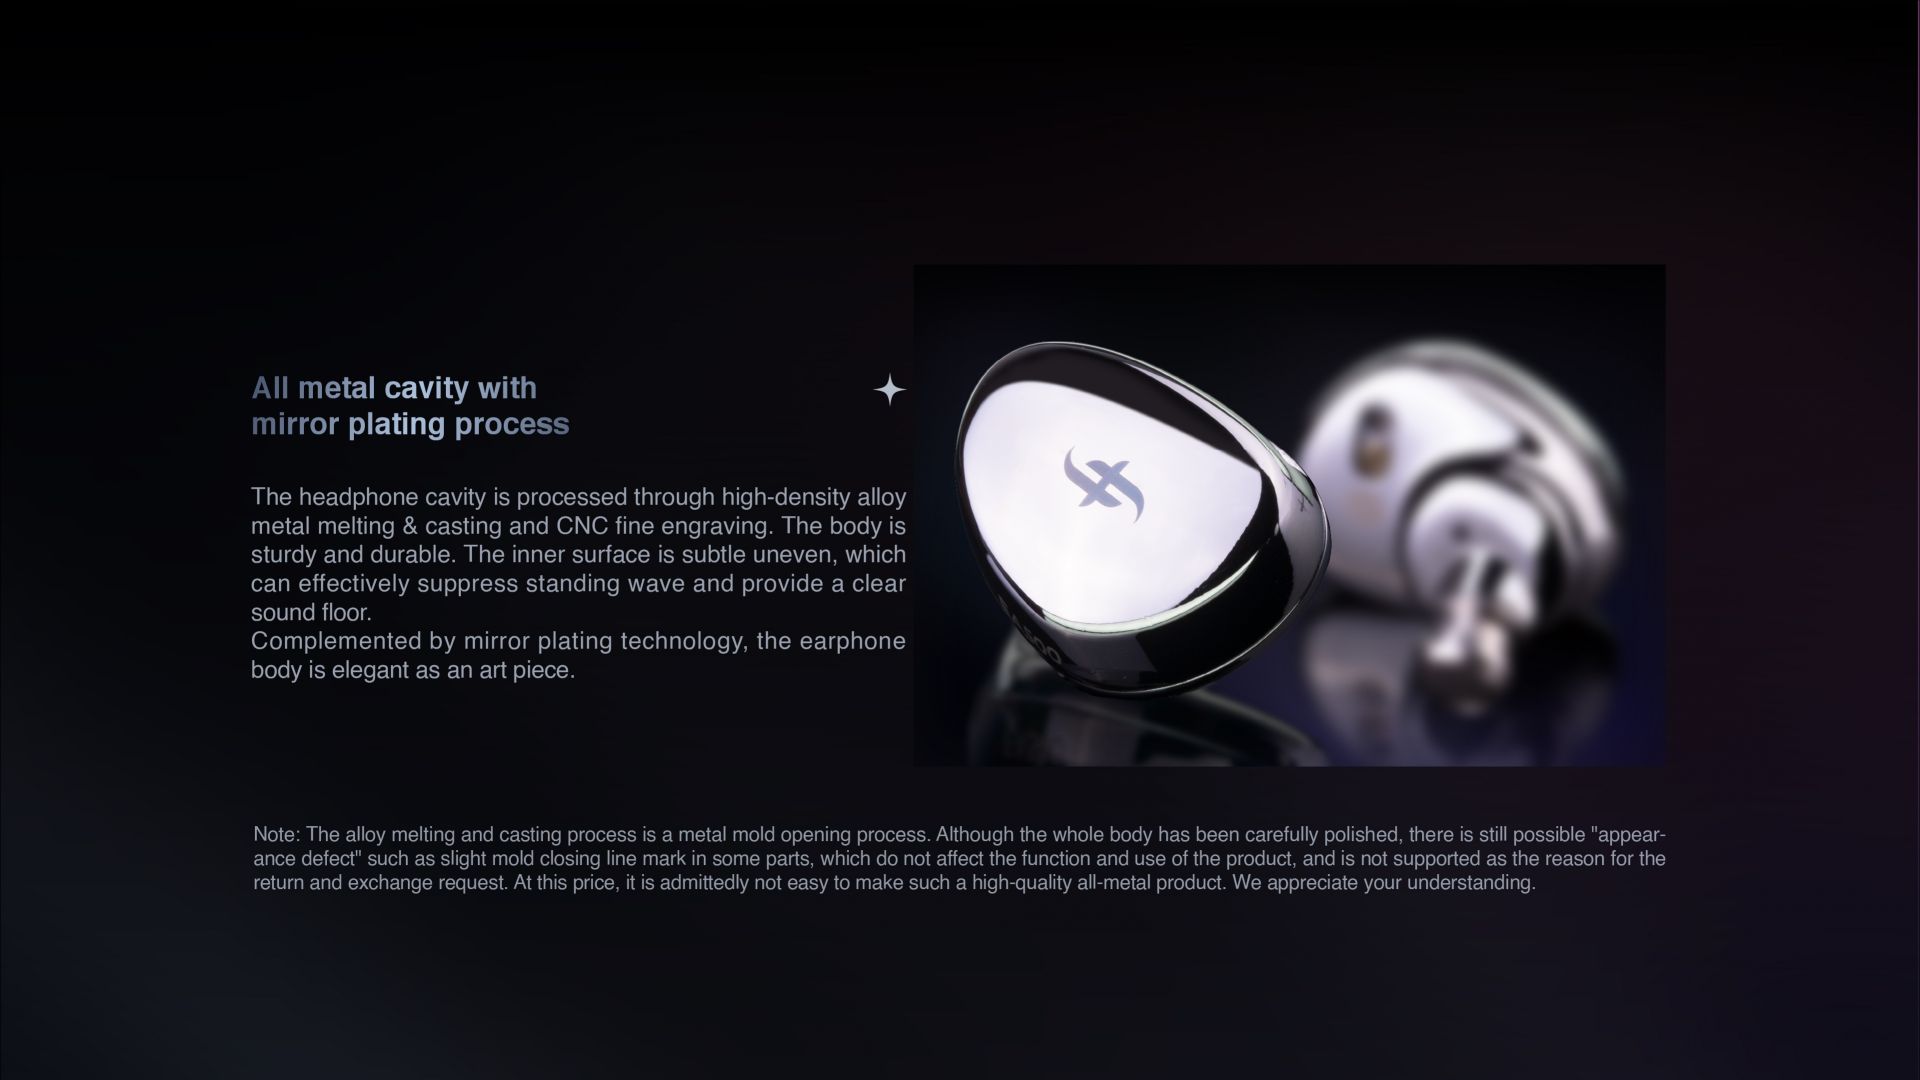 All metal cavity with
mirror plating process
The headphone cavity is processed through high-density alloy
metal melting & casting and CNC fine engraving. The body is
sturdy and durable. The inner surface is subtle uneven, which
can effectively suppress standing wave and provide a clear
sound floor.
Complemented by mirror plating technology, the earphone
body is elegant as an art piece.
Note: The alloy melting and casting process is a metal mold opening process. Although the whole body has been carefully polished, there is still possible "appear-
ance defect" such as slight mold closing line mark in some parts, which do not affect the function and use of the product, and is not supported as the reason for the
return and exchange request. At this price, it is admittedly not easy to make such a high-quality all-metal product. We appreciate your understanding.